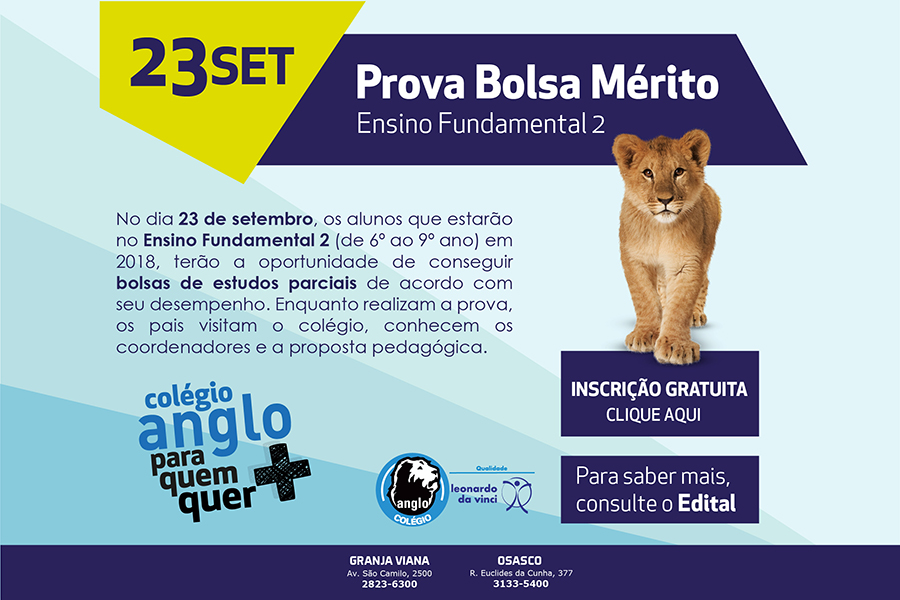 23SET
Prova Bolsa Mérito
Ensino Fundamental 2
No dia 23 de setembro, os alunos que estarão
no Ensino Fundamental 2 (de 6º ao 9º ano) em
2018, terão a oportunidade de conseguir
bolsas de estudos parciais de acordo com
seu desempenho. Enquanto realizam a prova,
os pais visitam o colégio, conhecem os
coordenadores e a proposta pedagógica.
INSCRIÇÃO GRATUITA
CLIQUE AQUI
colégio
anglo
para
quem
quer +
anglo
COLÉGIO
Qualidade
leonardo
da vinci
Para saber mais,
consulte o Edital
GRANJA VIANA
Av. São Camilo, 2500
2823-6300
OSASCO
R. Euclides da Cunha, 377
3133-5400